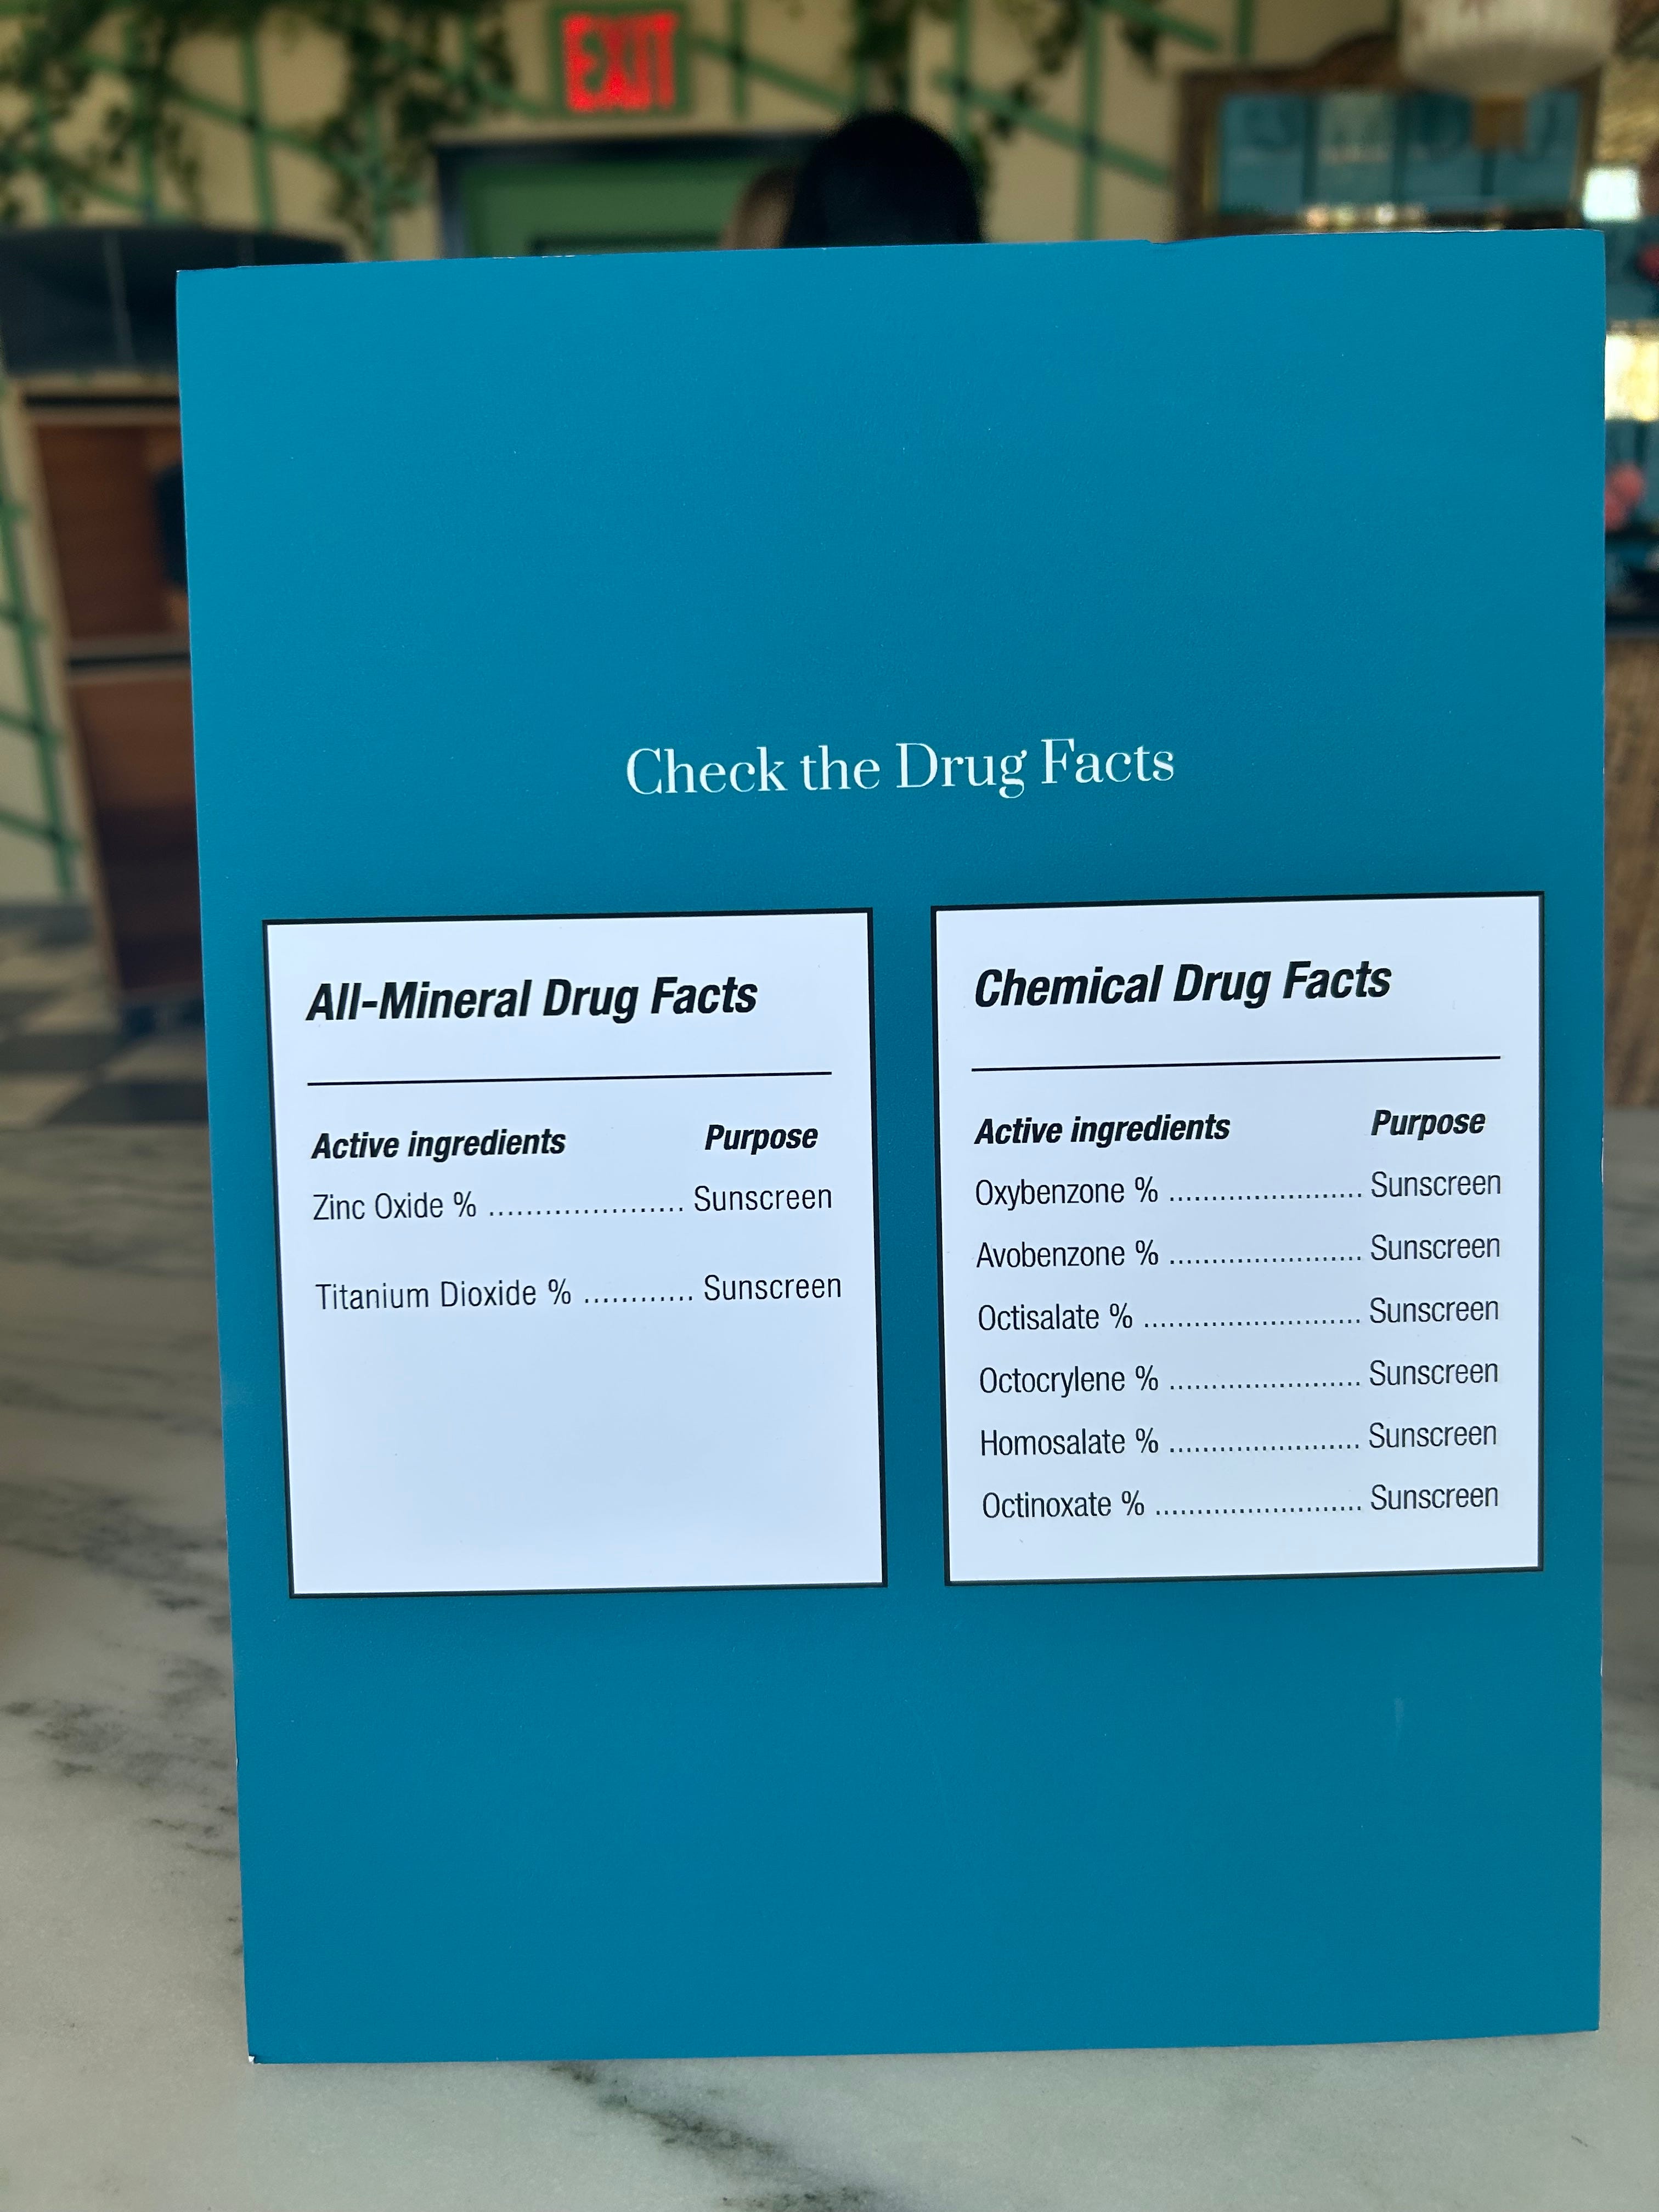 EXIT
Check the Drug Facts
All-Mineral Drug Facts
Active ingredients Purpose
Zinc Oxide % ..................... Sunscreen
Titanium Dioxide % ............ Sunscreen
Chemical Drug Facts
Active ingredients Purpose
Oxybenzone % ..................... Sunscreen
Avobenzone % ..................... Sunscreen
Octisalate % ........................ Sunscreen
Octocrylene % ..................... Sunscreen
Homosalate % ..................... Sunscreen
Octinoxate % ....................... Sunscreen